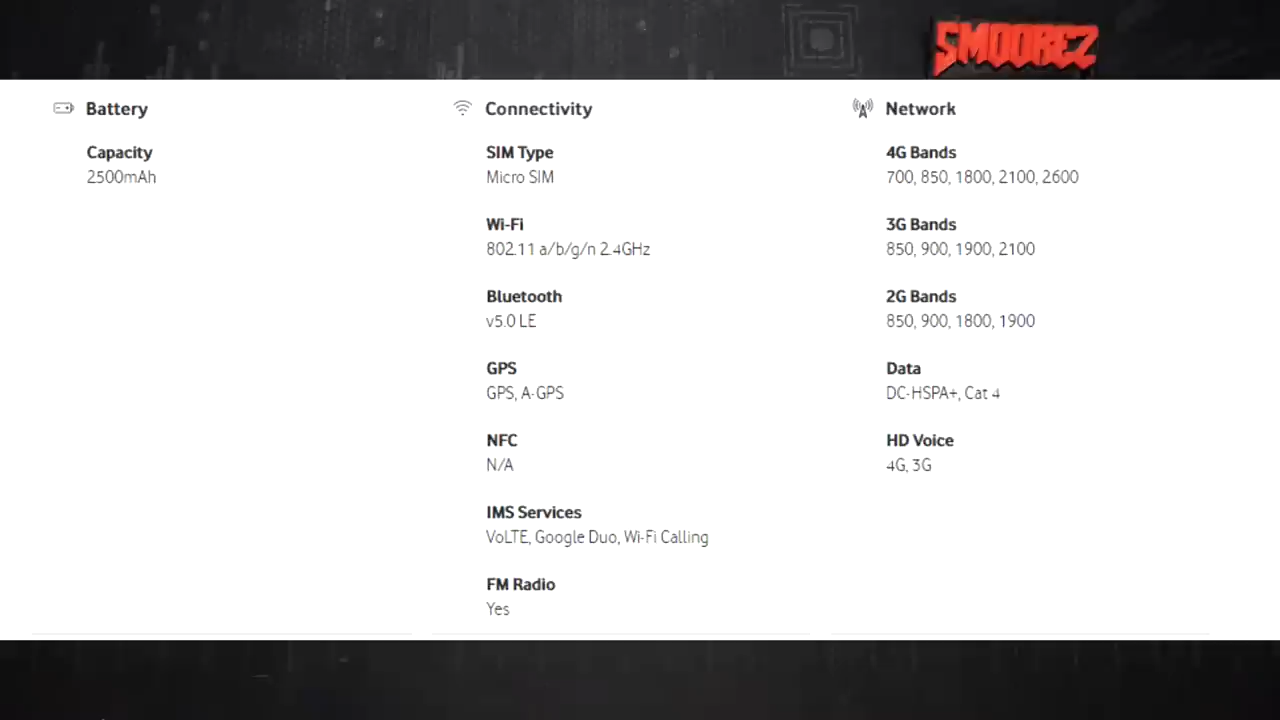 SMOOREZ
Battery
Capacity
2500mAh
Connectivity
SIM Type
Micro SIM
Wi-Fi
802.11 a/b/g/n 2.4GHz
Bluetooth
v5.0 LE
GPS
GPS, A-GPS
NFC
N/A
IMS Services
VoLTE, Google Duo, Wi-Fi Calling
FM Radio
Yes
Network
4G Bands
700, 850, 1800, 2100, 2600
3G Bands
850, 900, 1900, 2100
2G Bands
850, 900, 1800, 1900
Data
DC-HSPA+, Cat 4
HD Voice
4G, 3G